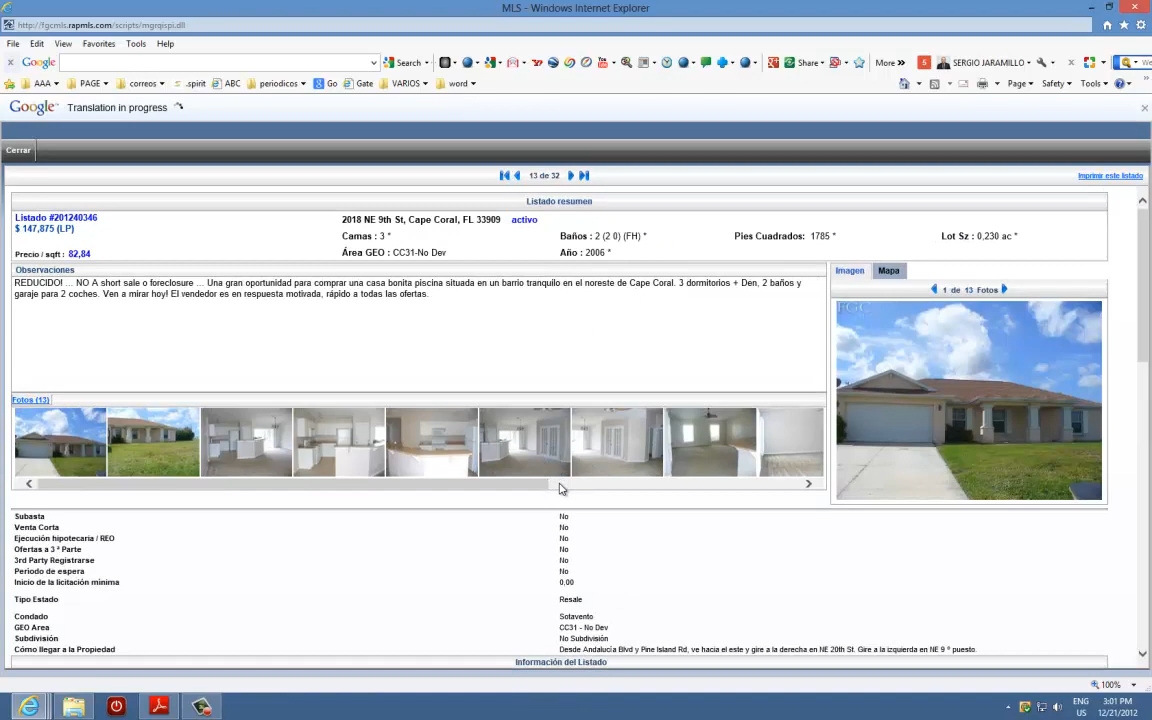 MLS - Windows Internet Explorer
http://fgcmls.rapmls.com/scripts/mgrqispi.dll
File Edit View Favorites Tools Help
Google Search More Share 5 SERGIO JARAMILLO
AAA PAGE correos .spirit ABC periodicos Go Gate VARIOS word Page Safety Tools
Google Translation in progress
Cerrar
13 de 32 Imprimir este listado
Listado resumen
Listado #201240346 2018 NE 9th St, Cape Coral, FL 33909 activo
$ 147,875 (LP) Camas : 3 * Baños : 2 (2 0) (FH) * Pies Cuadrados: 1785 * Lot Sz : 0,230 ac *
Precio / sqft : 82,84 Área GEO : CC31-No Dev Año : 2006 *
Observaciones Imagen Mapa
REDUCIDO! ... NO A short sale o foreclosure ... Una gran oportunidad para comprar una casa bonita piscina situada en un barrio tranquilo en el noreste de Cape Coral. 3 dormitorios + Den, 2 baños y
garaje para 2 coches. Ven a mirar hoy! El vendedor es en respuesta motivada, rápido a todas las ofertas.
1 de 13 Fotos
FGC
Fotos (13)
Subasta No
Venta Corta No
Ejecución hipotecaria / REO No
Ofertas a 3 ª Parte No
3rd Party Registrarse No
Periodo de espera No
Inicio de la licitación mínima 0,00
Tipo Estado Resale
Condado Sotavento
GEO Area CC31 - No Dev
Subdivisión No Subdivisión
Cómo llegar a la Propiedad Desde Andalucía Blvd y Pine Island Rd, ve hacia el este y gire a la derecha en NE 20th St. Gire a la izquierda en NE 9 º puesto.
Información del Listado
100%
ENG 3:01 PM
US 12/21/2012